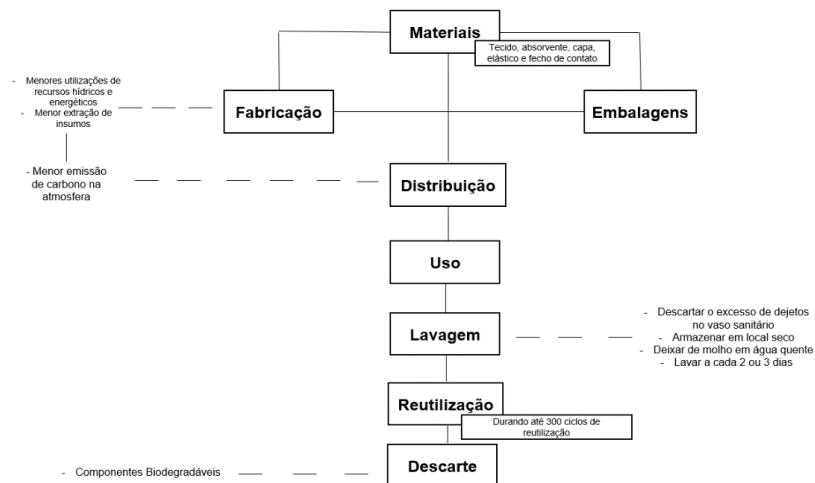 Materiais
Tecido, absorvente, capa,
elástico e fecho de contato
- Menores utilizações de
recursos hídricos e
energéticos
- Menor extração de
insumos
Fabricação
Embalagens
- Menor emissão
de carbono na
atmosfera
Distribuição
Uso
Lavagem
- Descartar o excesso de dejetos
no vaso sanitário
- Armazenar em local seco
- Deixar de molho em água quente
- Lavar a cada 2 ou 3 dias
Reutilização
Durando até 300 ciclos de
reutilização
- Componentes Biodegradáveis
Descarte